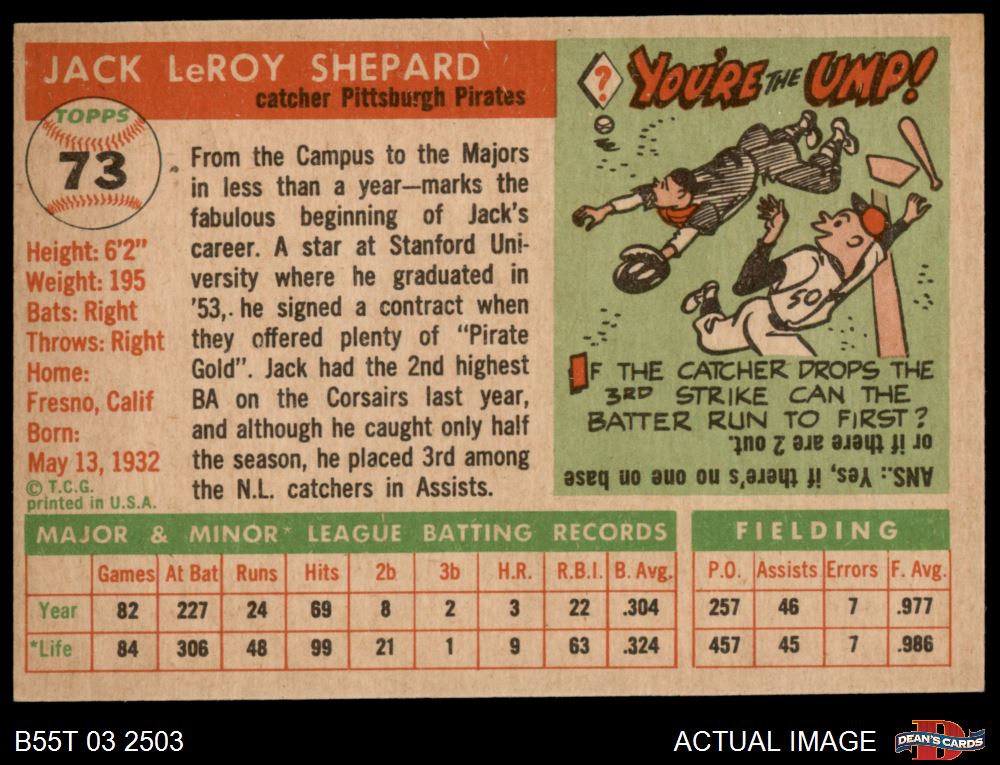 JACK LeROY SHEPARD
catcher Pittsburgh Pirates
TOPPS
73
Height: 6'2"
Weight: 195
Bats: Right
Throws: Right
Home:
Fresno, Calif
Born:
May 13, 1932
© T.C.G.
printed in U.S.A.
From the Campus to the Majors
in less than a year—marks the
fabulous beginning of Jack's
career. A star at Stanford Uni-
versity where he graduated in
'53,. he signed a contract when
they offered plenty of "Pirate
Gold". Jack had the 2nd highest
BA on the Corsairs last year,
and although he caught only half
the season, he placed 3rd among
the N.L. catchers in Assists.
?
YOU'RE THE UMP!
50
IF THE CATCHER DROPS THE
3RD STRIKE CAN THE
BATTER RUN TO FIRST?
ANS.: Yes, if there's no one on base
or if there are 2 out.
MAJOR & MINOR* LEAGUE BATTING RECORDS
Games At Bat Runs Hits 2b 3b H.R. R.B.I. B. Avg.
Year 82 227 24 69 8 2 3 22 .304
*Life 84 306 48 99 21 1 9 63 .324
FIELDING
P.O. Assists Errors F. Avg.
257 46 7 .977
457 45 7 .986
B55T 03 2503
ACTUAL IMAGE
D
DEAN'S CARDS